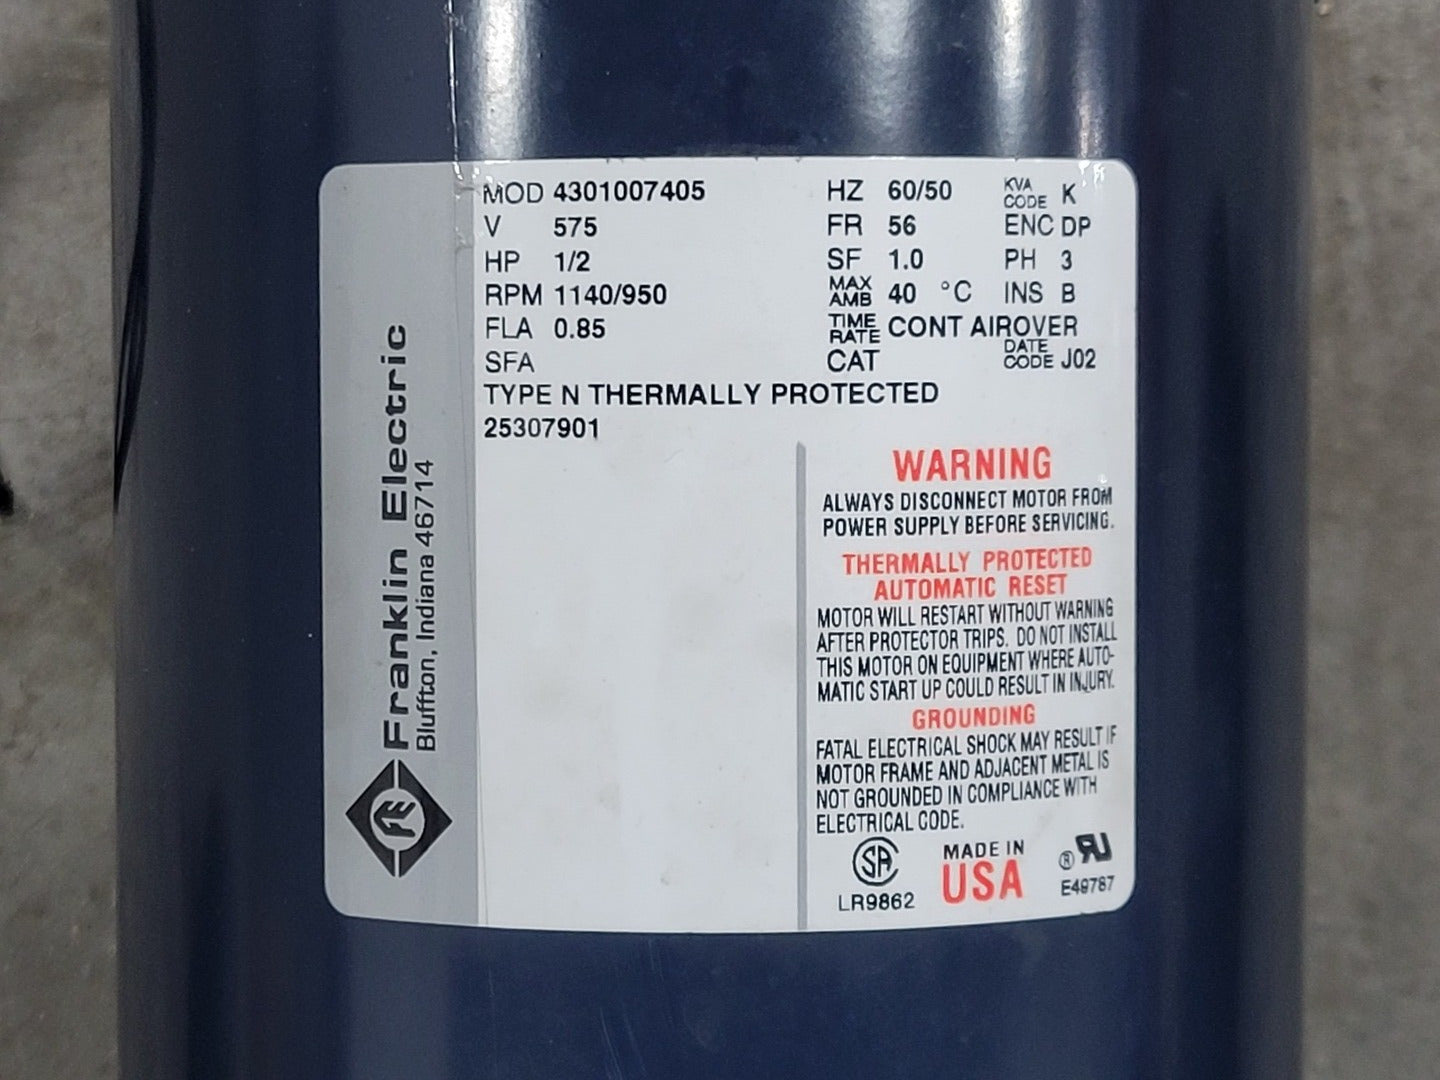 MOD 4301007405 HZ 60/50 KVA CODE K
V 575 FR 56 ENC DP
HP 1/2 SF 1.0 PH 3
RPM 1140/950 MAX AMB 40 °C INS B
FLA 0.85 TIME RATE CONT AIROVER
SFA CAT DATE CODE J02
TYPE N THERMALLY PROTECTED
25307901
Franklin Electric
Bluffton, Indiana 46714
FE
WARNING
ALWAYS DISCONNECT MOTOR FROM
POWER SUPPLY BEFORE SERVICING.
THERMALLY PROTECTED
AUTOMATIC RESET
MOTOR WILL RESTART WITHOUT WARNING
AFTER PROTECTOR TRIPS. DO NOT INSTALL
THIS MOTOR ON EQUIPMENT WHERE AUTO-
MATIC START UP COULD RESULT IN INJURY.
GROUNDING
FATAL ELECTRICAL SHOCK MAY RESULT IF
MOTOR FRAME AND ADJACENT METAL IS
NOT GROUNDED IN COMPLIANCE WITH
ELECTRICAL CODE.
SA
LR9862
MADE IN
USA
® RU
E49787